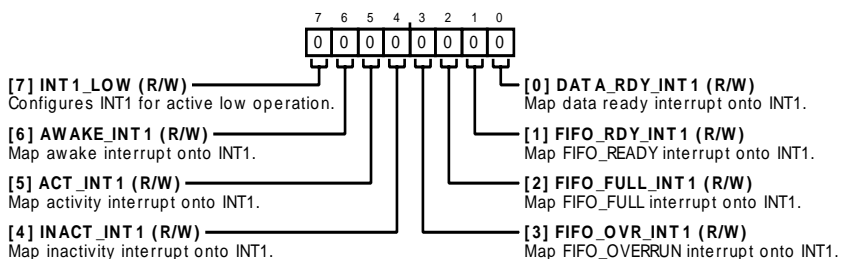 7 6 5 4 3 2 1 0
0 0 0 0 0 0 0 0
[7] INT1_LOW (R/W)
Configures INT1 for active low operation.
[6] AWAKE_INT1 (R/W)
Map awake interrupt onto INT1.
[5] ACT_INT1 (R/W)
Map activity interrupt onto INT1.
[4] INACT_INT1 (R/W)
Map inactivity interrupt onto INT1.
[0] DATA_RDY_INT1 (R/W)
Map data ready interrupt onto INT1.
[1] FIFO_RDY_INT1 (R/W)
Map FIFO_READY interrupt onto INT1.
[2] FIFO_FULL_INT1 (R/W)
Map FIFO_FULL interrupt onto INT1.
[3] FIFO_OVR_INT1 (R/W)
Map FIFO_OVERRUN interrupt onto INT1.